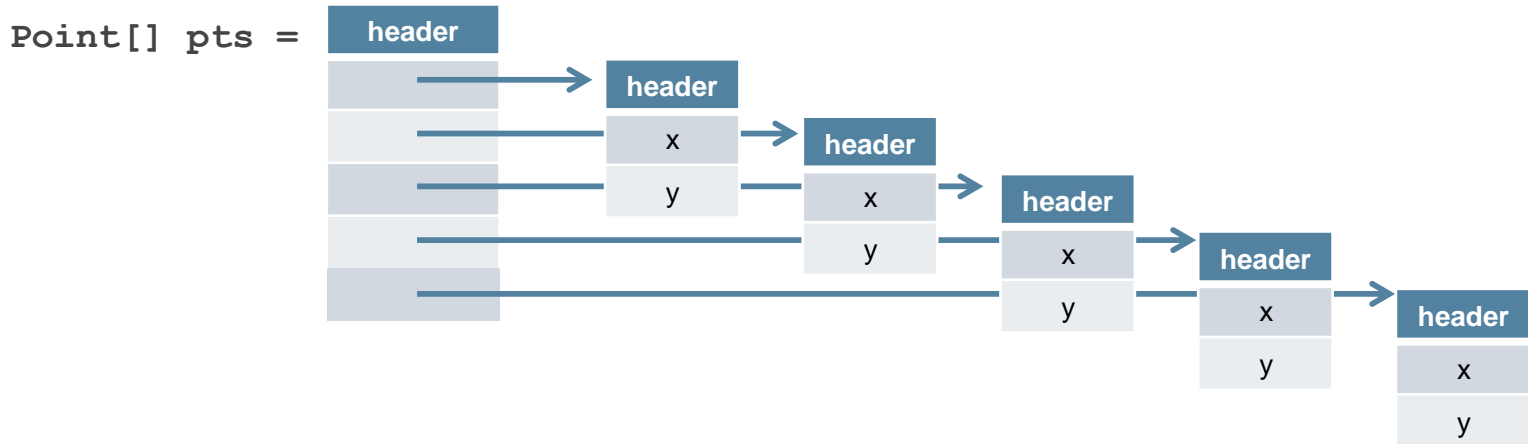 Point[] pts =
header
header
x
y
header
x
y
header
x
y
header
x
y
header
x
y